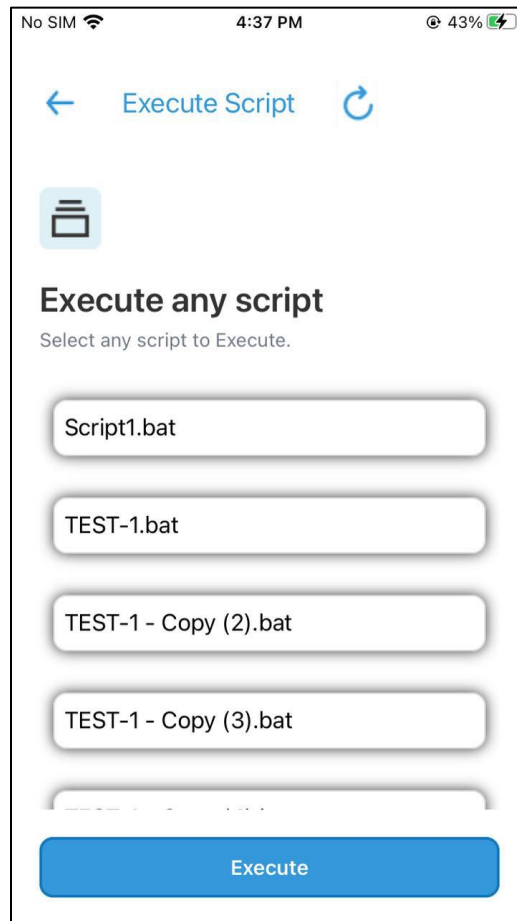 No SIM 4:37 PM 43%
Execute Script
Execute any script
Select any script to Execute.
Script1.bat
TEST-1.bat
TEST-1 - Copy (2).bat
TEST-1 - Copy (3).bat
Execute